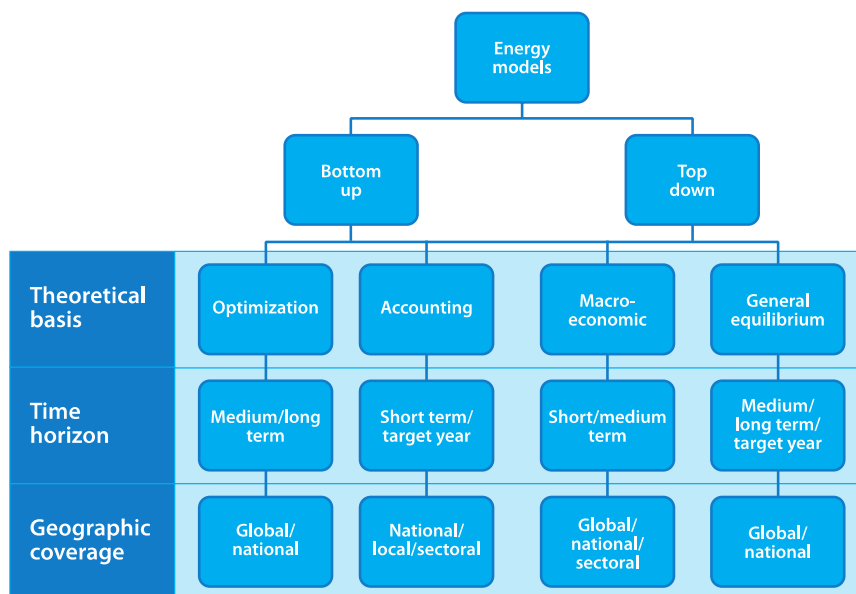 Energy
models
Bottom
up
Top
down
Theoretical
basis
Optimization
Accounting
Macro-
economic
General
equilibrium
Time
horizon
Medium/long
term
Short term/
target year
Short/medium
term
Medium/
long term/
target year
Geographic
coverage
Global/
national
National/
local/sectoral
Global/
national/
sectoral
Global/
national